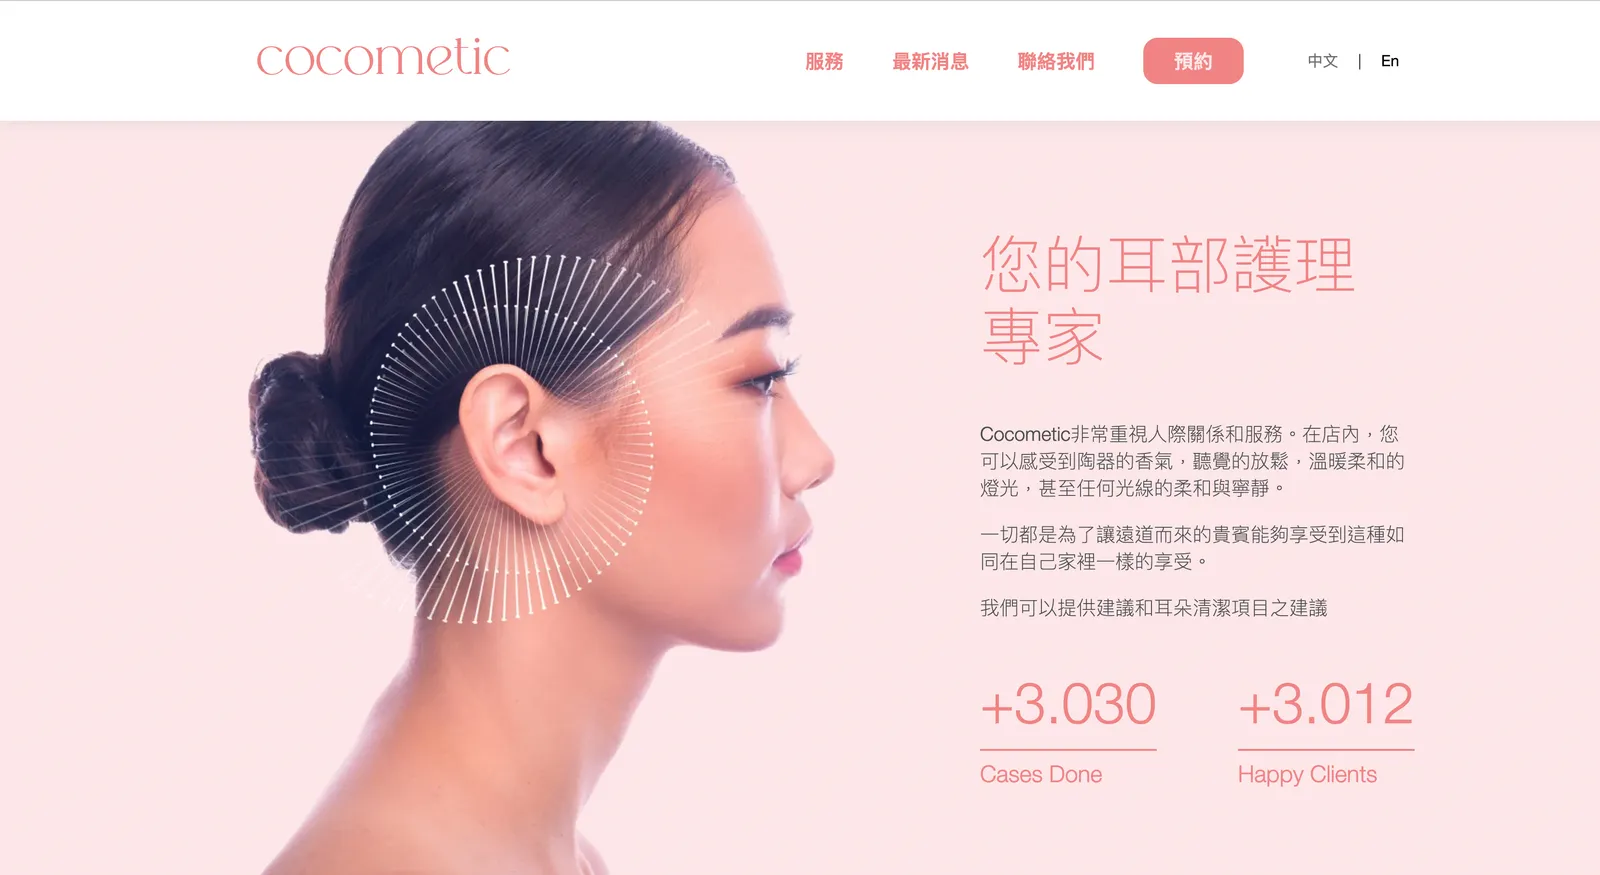 cocometic
服務
最新消息
聯絡我們
預約
中文 | En
您的耳部護理
專家
Cocometic非常重視人際關係和服務。在店內，您
可以感受到陶器的香氣，聽覺的放鬆，溫暖柔和的
燈光，甚至任何光線的柔和與寧靜。
一切都是為了讓遠道而來的貴賓能夠享受到這種如
同在自己家裡一樣的享受。
我們可以提供建議和耳朵清潔項目之建議
+3.030
Cases Done
+3.012
Happy Clients